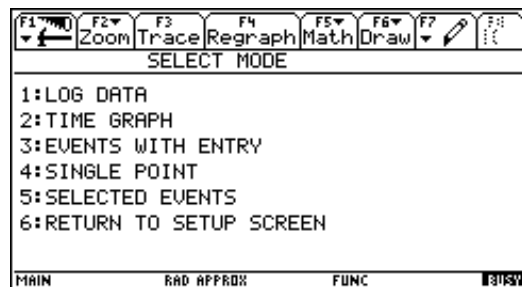 F1 F2 Zoom F3 Trace F4 Regraph F5 Math F6 Draw F7
SELECT MODE
1:LOG DATA
2:TIME GRAPH
3:EVENTS WITH ENTRY
4:SINGLE POINT
5:SELECTED EVENTS
6:RETURN TO SETUP SCREEN
MAIN RAD APPROX FUNC BUSY